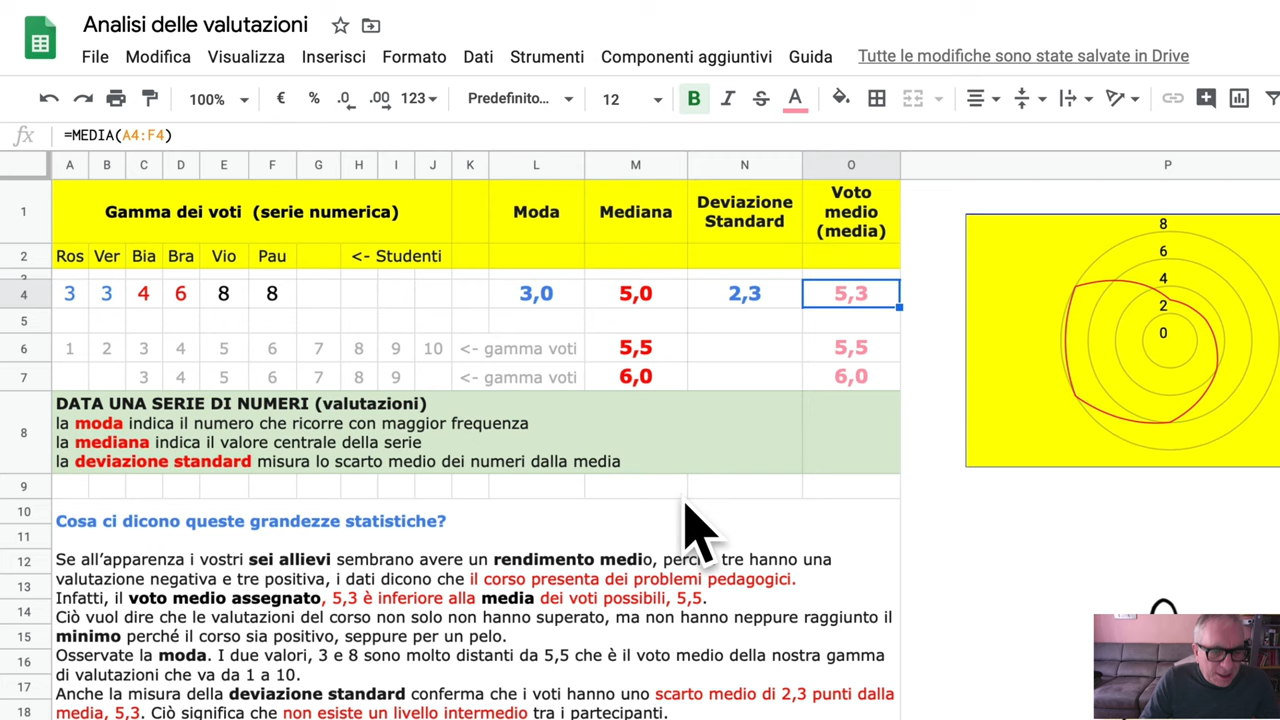 Analisi delle valutazioni
File Modifica Visualizza Inserisci Formato Dati Strumenti Componenti aggiuntivi Guida Tutte le modifiche sono state salvate in Drive
100% € % .0 .00 123 Predefinito... 12 B I S A
fx =MEDIA(A4:F4)
A B C D E F G H I J K L M N O P
1 Gamma dei voti (serie numerica) Moda Mediana Deviazione Standard Voto medio (media)
2 Ros Ver Bia Bra Vio Pau <- Studenti
3
4 3 3 4 6 8 8 3,0 5,0 2,3 5,3
5
6 1 2 3 4 5 6 7 8 9 10 <- gamma voti 5,5 5,5
7 3 4 5 6 7 8 9 <- gamma voti 6,0 6,0
8
6
4
2
0
DATA UNA SERIE DI NUMERI (valutazioni)
la moda indica il numero che ricorre con maggior frequenza
8 la mediana indica il valore centrale della serie
la deviazione standard misura lo scarto medio dei numeri dalla media
9
10
11 Cosa ci dicono queste grandezze statistiche?
12 Se all’apparenza i vostri sei allievi sembrano avere un rendimento medio, tre hanno una
13 valutazione negativa e tre positiva, i dati dicono che il corso presenta dei problemi pedagogici.
Infatti, il voto medio assegnato, 5,3 è inferiore alla media dei voti possibili, 5,5.
14 Ciò vuol dire che le valutazioni del corso non solo non hanno superato, ma non hanno neppure raggiunto il
15 minimo perché il corso sia positivo, seppure per un pelo.
16 Osservate la moda. I due valori, 3 e 8 sono molto distanti da 5,5 che è il voto medio della nostra gamma
17 di valutazioni che va da 1 a 10.
Anche la misura della deviazione standard conferma che i voti hanno uno scarto medio di 2,3 punti dalla
18 media, 5,3. Ciò significa che non esiste un livello intermedio tra i partecipanti.